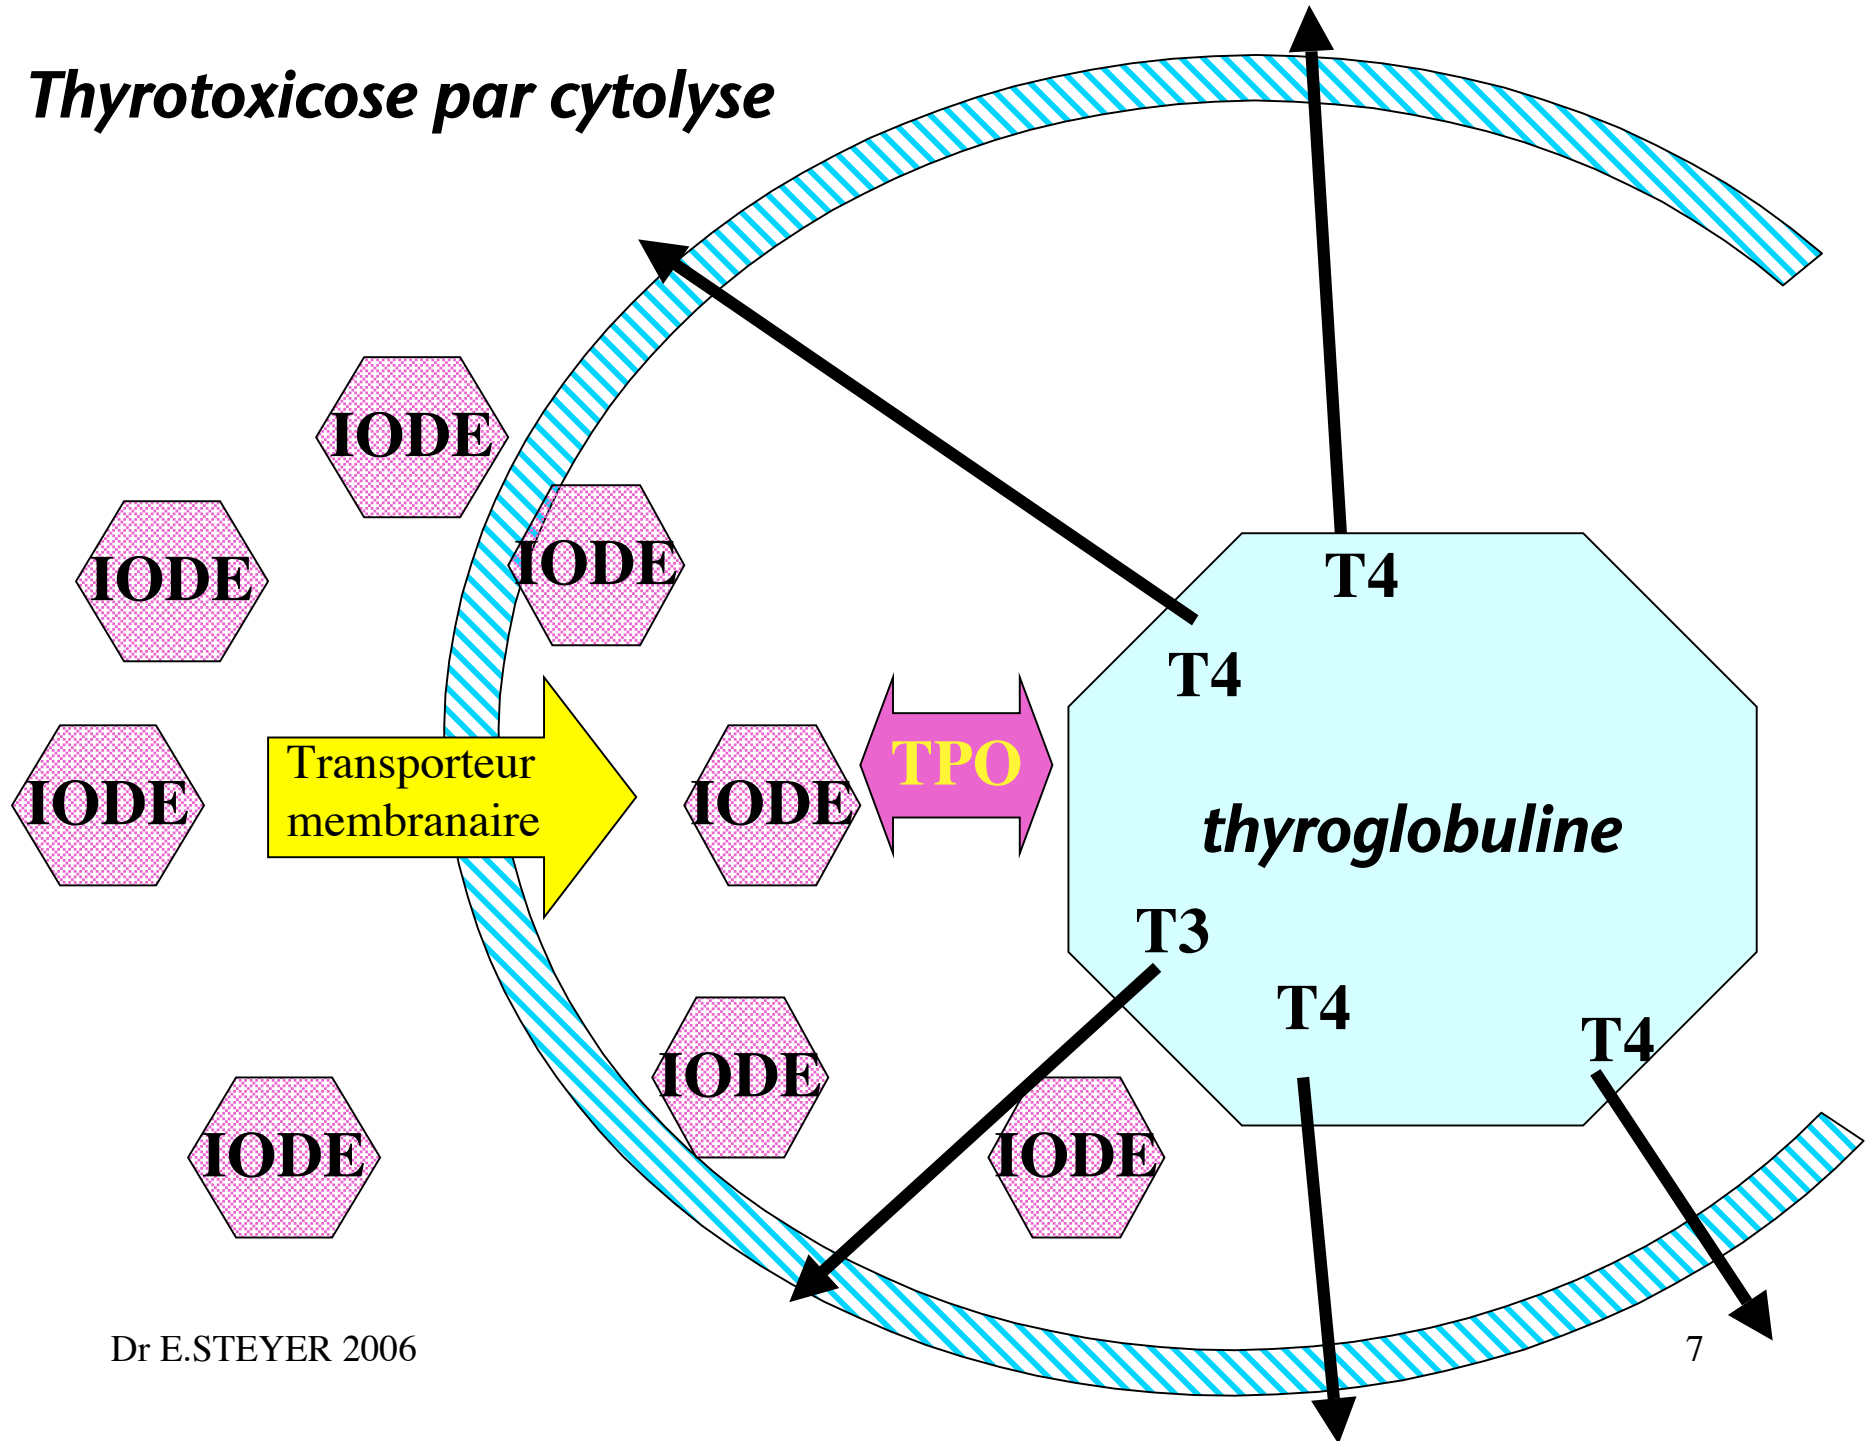 Thyrotoxicose par cytolyse
IODE
IODE
IODE
T4
T4
IODE
Transporteur
membranaire
IODE
TPO
thyroglobuline
T3
T4
T4
IODE
IODE
IODE
Dr E.STEYER 2006
7